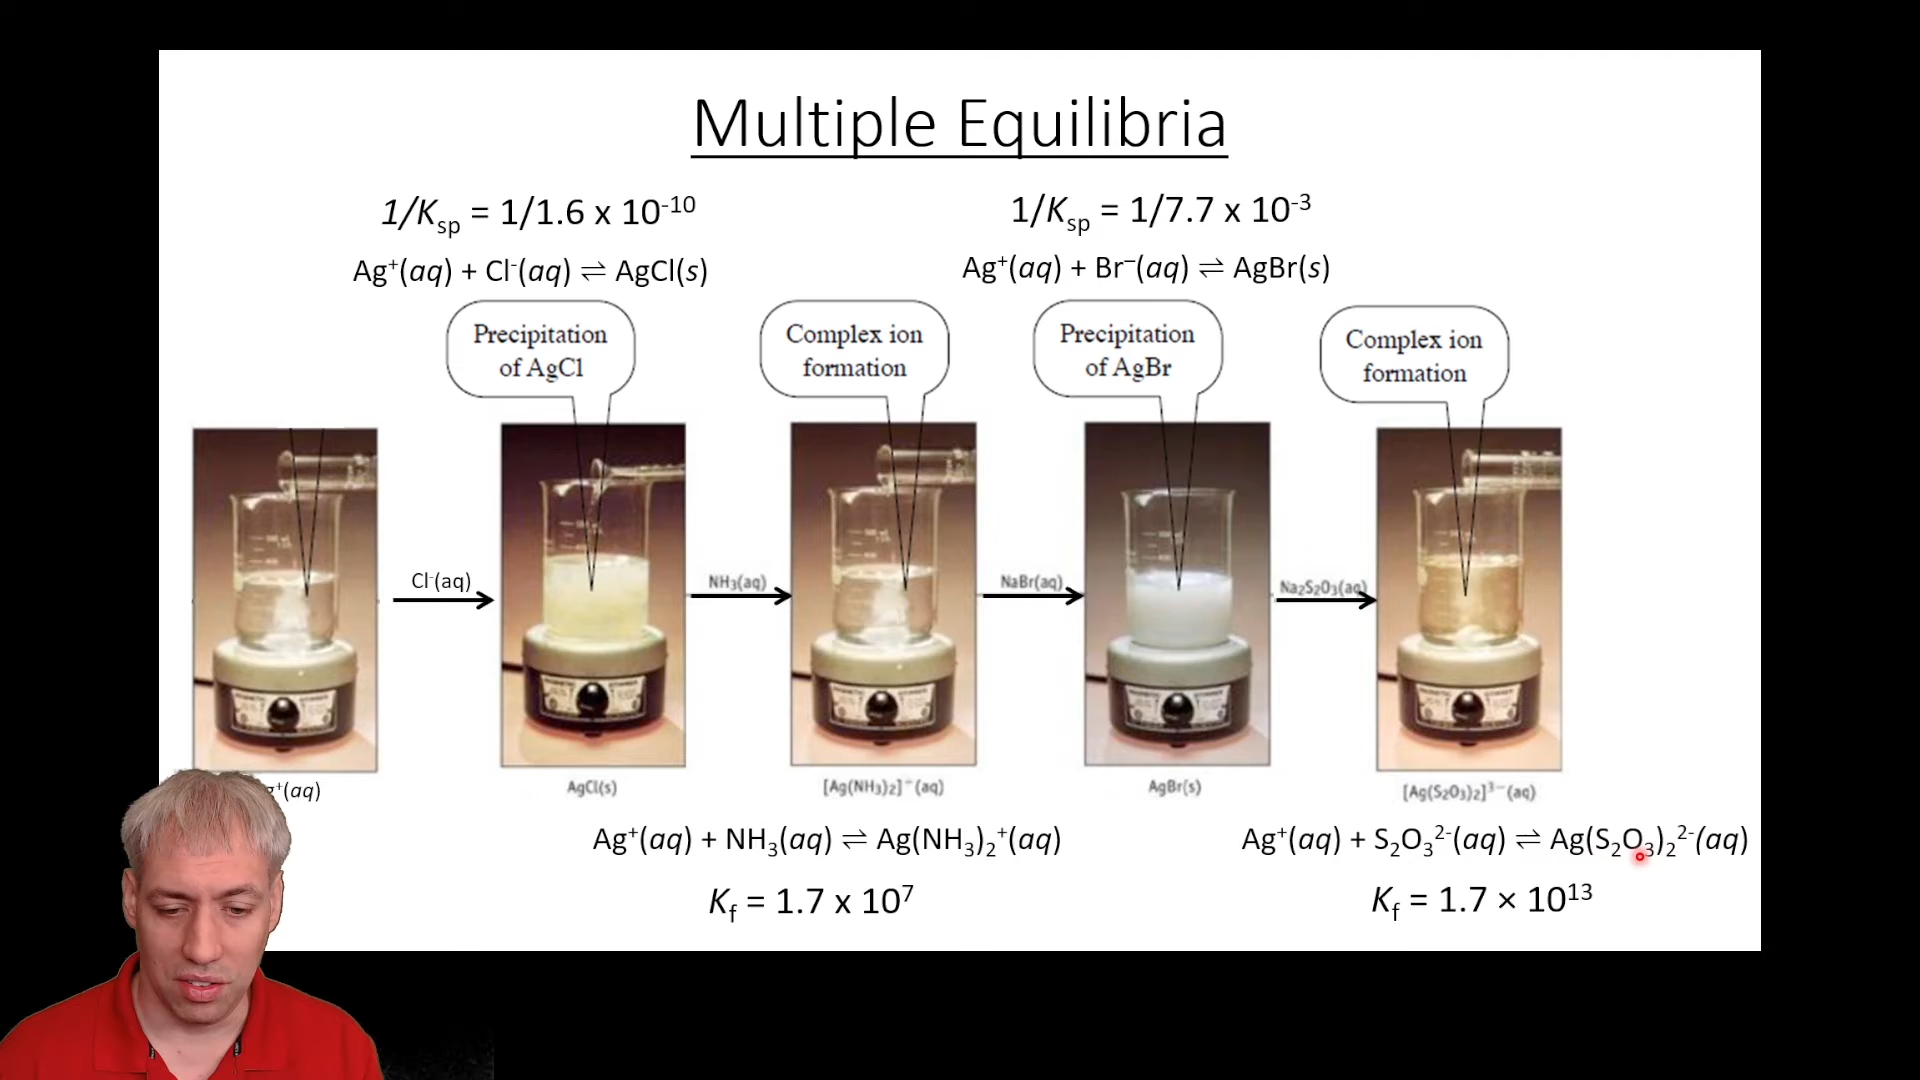 Multiple Equilibria
1/Ksp = 1/1.6 x 10-10
1/Ksp = 1/7.7 x 10-3
Ag+(aq) + Cl-(aq) ⇌ AgCl(s)
Ag+(aq) + Br–(aq) ⇌ AgBr(s)
Precipitation
of AgCl
Complex ion
formation
Precipitation
of AgBr
Complex ion
formation
Cl-(aq)
NH3(aq)
NaBr(aq)
Na2S2O3(aq)
+(aq)
AgCl(s)
[Ag(NH3)2]+(aq)
AgBr(s)
[Ag(S2O3)2]3−(aq)
Ag+(aq) + NH3(aq) ⇌ Ag(NH3)2+(aq)
Ag+(aq) + S2O32-(aq) ⇌ Ag(S2O3)22-(aq)
Kf = 1.7 x 107
Kf = 1.7 × 1013